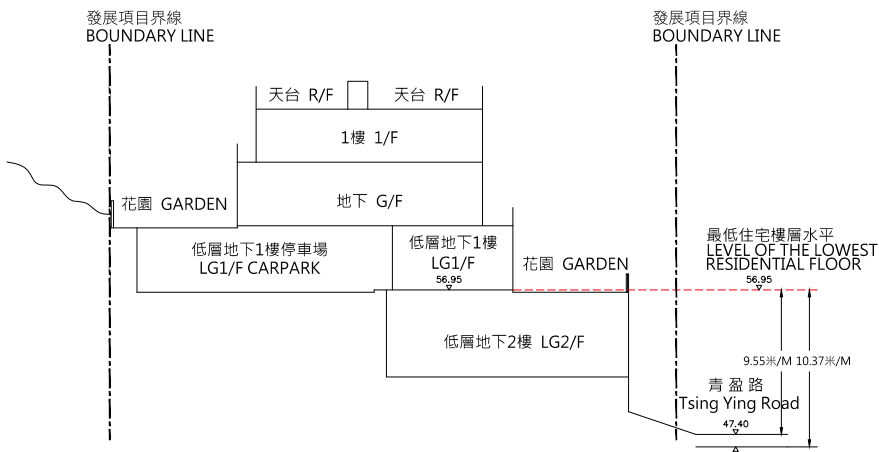 發展項目界線
BOUNDARY LINE
發展項目界線
BOUNDARY LINE
天台 R/F
天台 R/F
1樓 1/F
花園 GARDEN
地下 G/F
低層地下1樓停車場
LG1/F CARPARK
低層地下1樓
LG1/F
56.95
花園 GARDEN
最低住宅樓層水平
LEVEL OF THE LOWEST
RESIDENTIAL FLOOR
56.95
低層地下2樓 LG2/F
9.55米/M
10.37米/M
青盈路
Tsing Ying Road
47.40